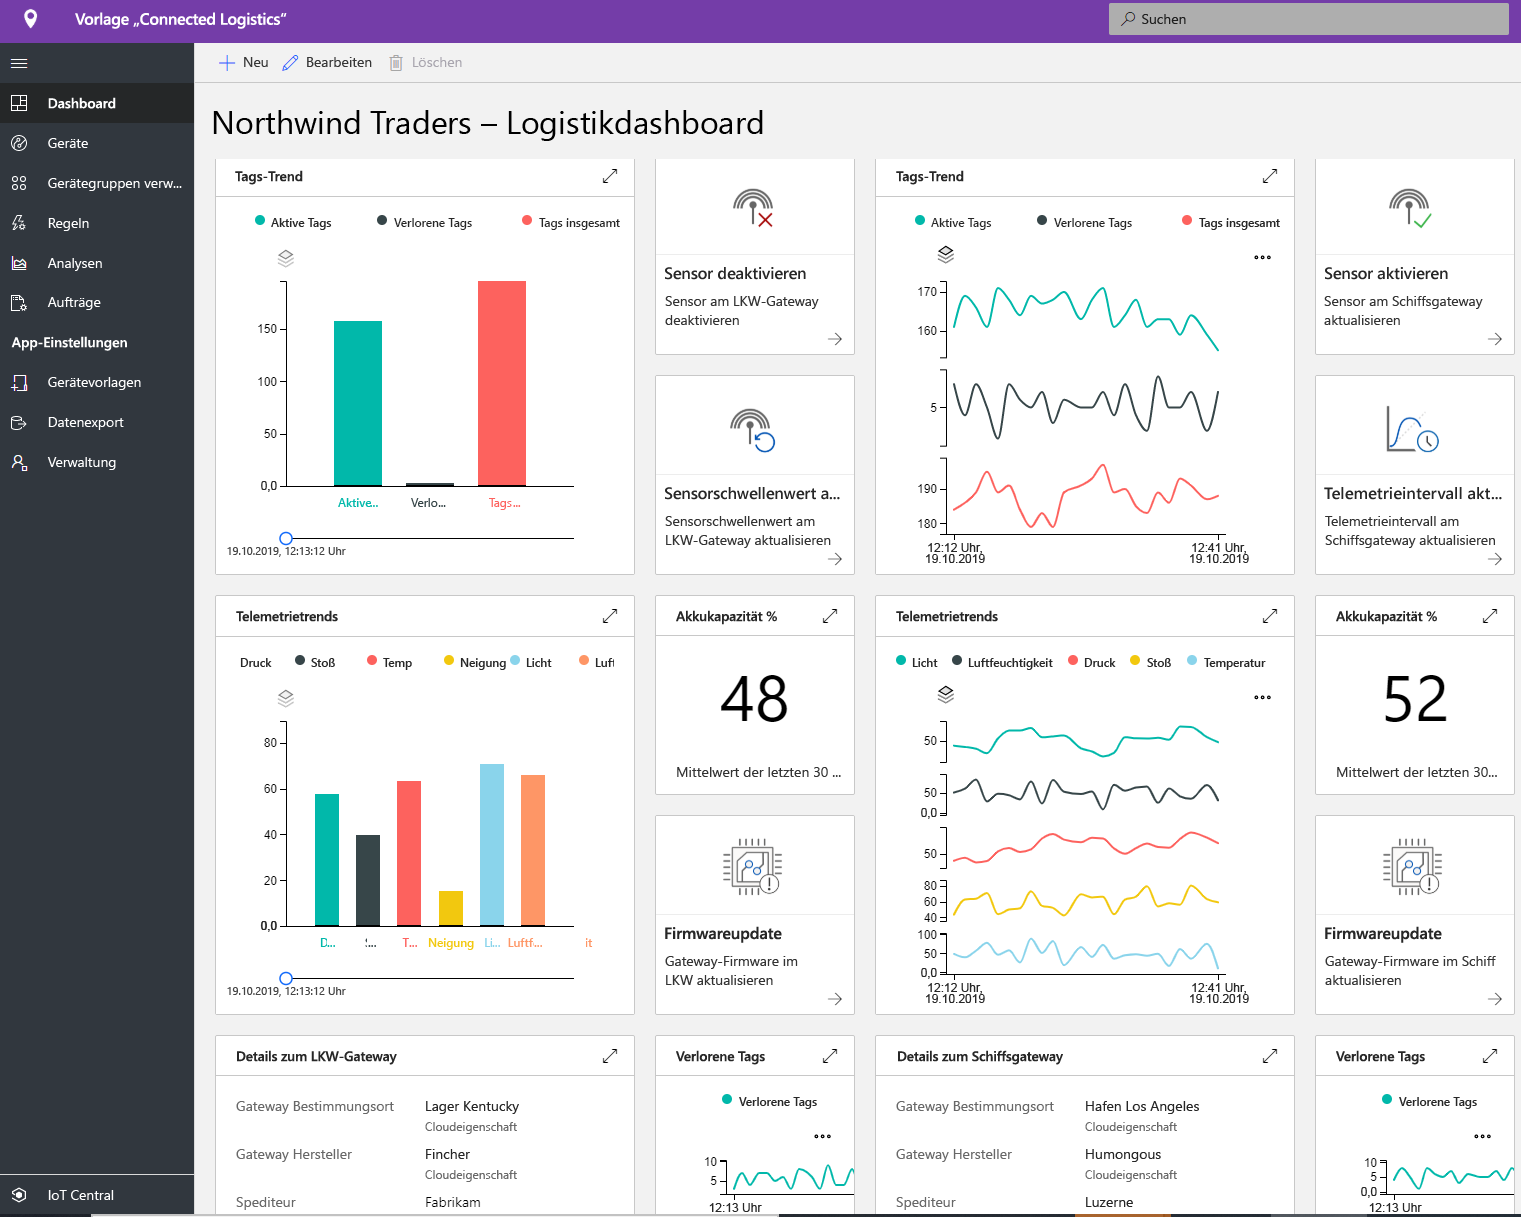 Vorlage „Connected Logistics“
Suchen
Neu
Bearbeiten
Löschen
Dashboard
Geräte
Gerätegruppen verw...
Regeln
Analysen
Aufträge
App-Einstellungen
Gerätevorlagen
Datenexport
Verwaltung
IoT Central
Northwind Traders – Logistikdashboard
Tags-Trend
Aktive Tags
Verlorene Tags
Tags insgesamt
150
100
50
0,0
Aktive...
Verlo...
Tags...
19.10.2019, 12:13:12 Uhr
Sensor deaktivieren
Sensor am LKW-Gateway
deaktivieren
Sensorschwellenwert a...
Sensorschwellenwert am
LKW-Gateway aktualisieren
Tags-Trend
Aktive Tags
Verlorene Tags
Tags insgesamt
170
160
5
190
180
12:12 Uhr,
19.10.2019
12:41 Uhr,
19.10.2019
Sensor aktivieren
Sensor am Schiffsgateway
aktualisieren
Telemetrieintervall akt...
Telemetrieintervall am
Schiffsgateway aktualisieren
Telemetrietrends
Druck
Stoß
Temp
Neigung
Licht
Luft
80
60
40
20
0,0
D...
T...
Neigung
Li...
Luftf...
it
19.10.2019, 12:13:12 Uhr
Akkukapazität %
48
Mittelwert der letzten 30 ...
Firmwareupdate
Gateway-Firmware im
LKW aktualisieren
Telemetrietrends
Licht
Luftfeuchtigkeit
Druck
Stoß
Temperatur
50
50
0,0
50
80
60
40
100
50
0,0
12:12 Uhr,
19.10.2019
12:41 Uhr,
19.10.2019
Akkukapazität %
52
Mittelwert der letzten 30...
Firmwareupdate
Gateway-Firmware im Schiff
aktualisieren
Details zum LKW-Gateway
Gateway Bestimmungsort
Lager Kentucky
Cloudeigenschaft
Gateway Hersteller
Fincher
Cloudeigenschaft
Spediteur
Fabrikam
Verlorene Tags
Verlorene Tags
10
5
12:13 Uhr
Details zum Schiffsgateway
Gateway Bestimmungsort
Hafen Los Angeles
Cloudeigenschaft
Gateway Hersteller
Humongous
Cloudeigenschaft
Spediteur
Luzerne
Verlorene Tags
Verlorene Tags
10
5
0,0
12:13 Uhr